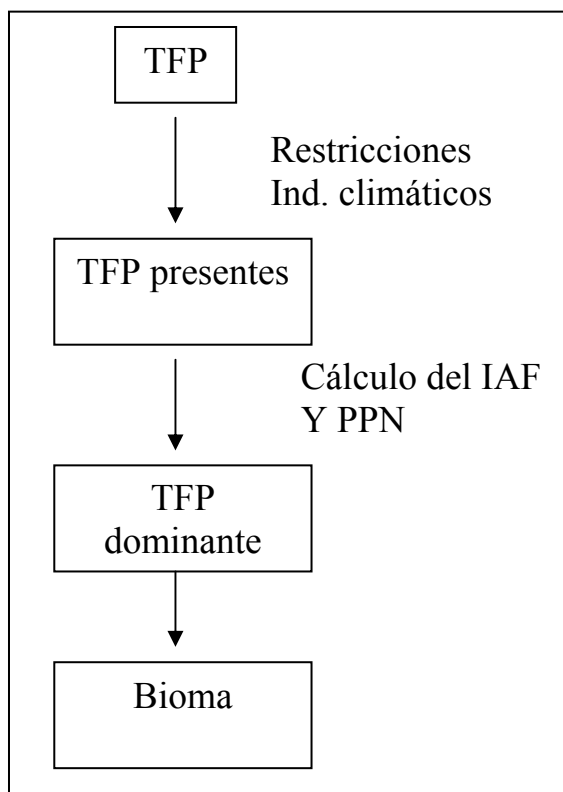 TFP
Restricciones
Ind. climáticos
TFP presentes
Cálculo del IAF
Y PPN
TFP
dominante
Bioma